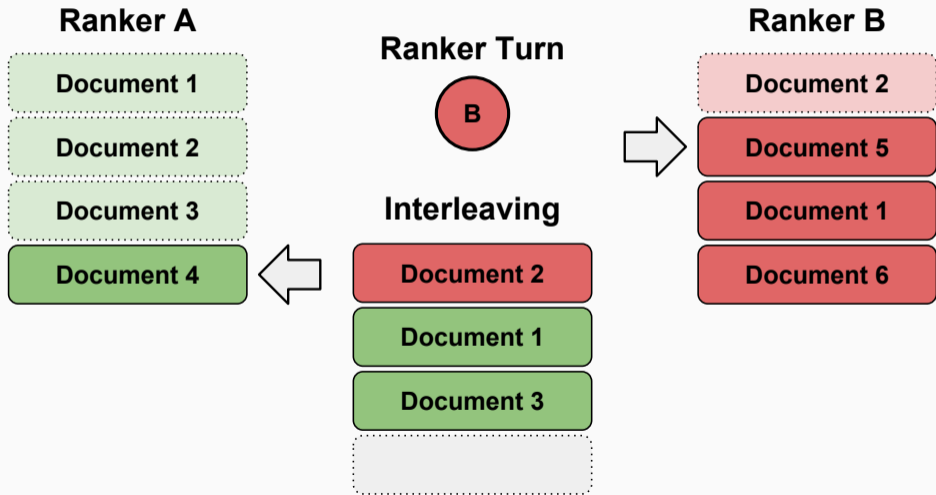 Ranker A
Document 1
Document 2
Document 3
Document 4
Ranker Turn
B
Interleaving
Document 2
Document 1
Document 3
Ranker B
Document 2
Document 5
Document 1
Document 6